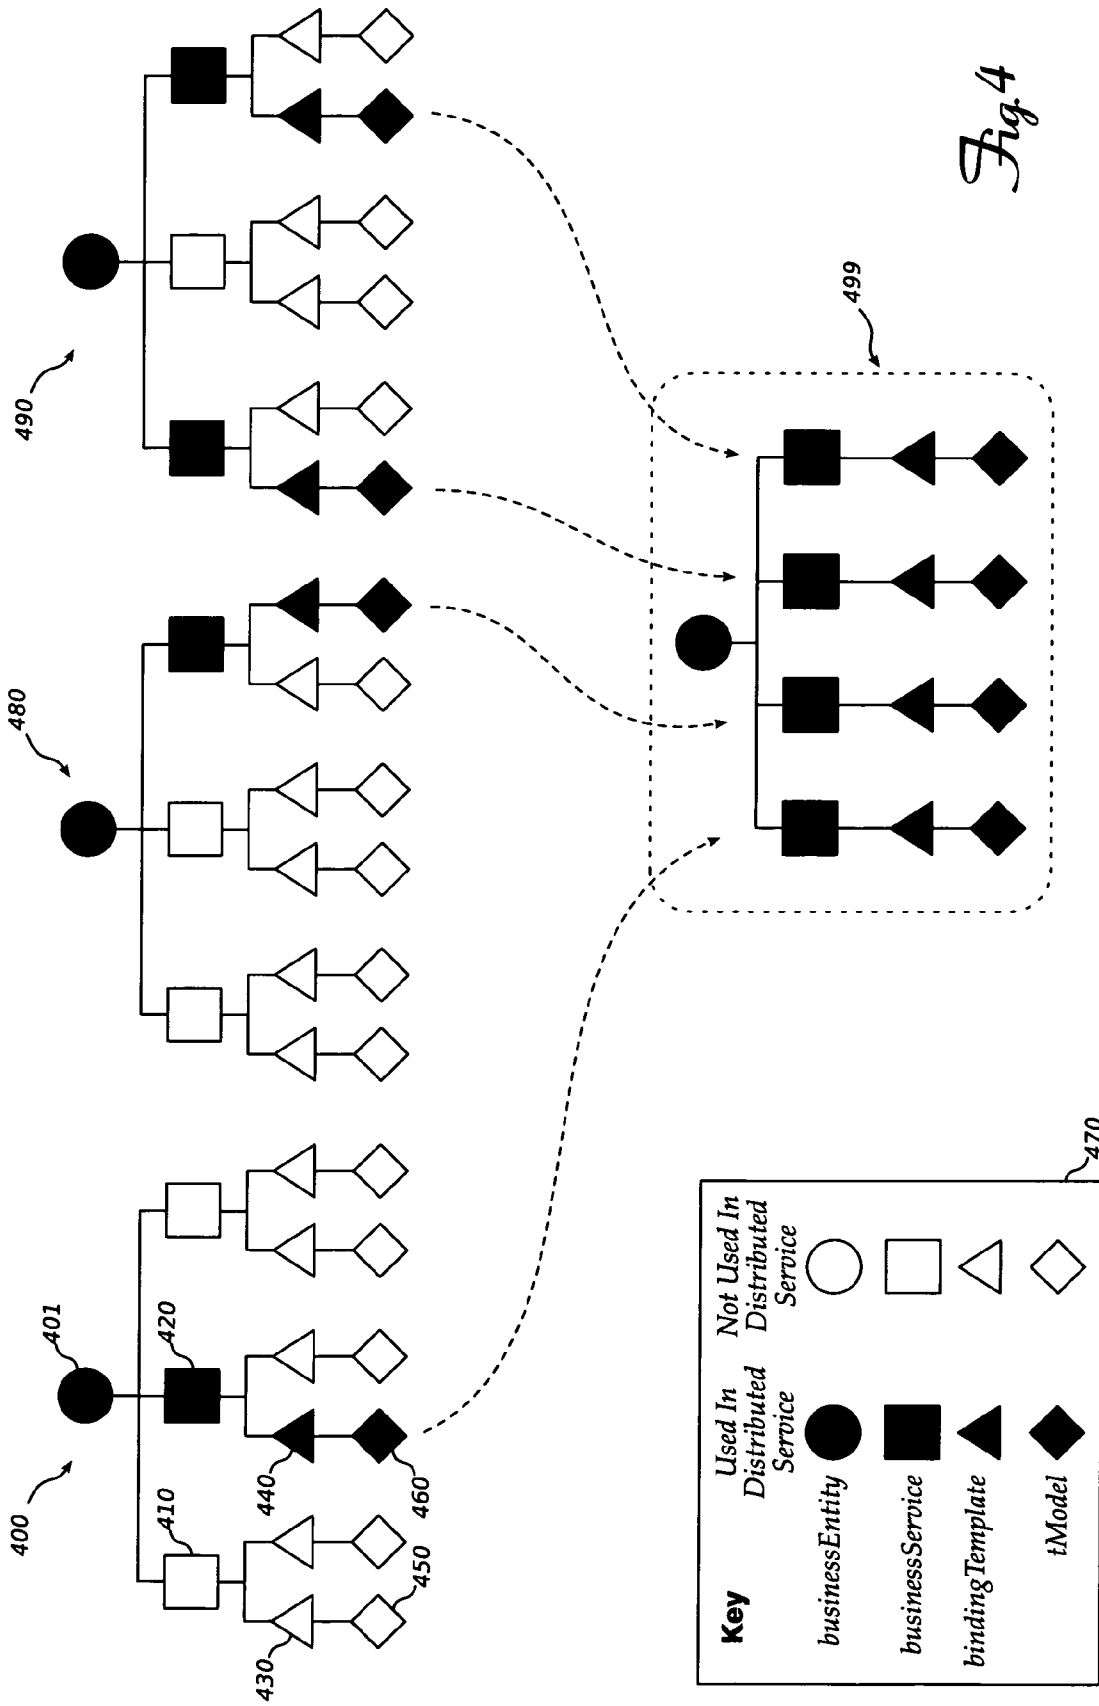 400
401
480
490
410
420
440
430
450
460
499
Key
Used In
Distributed
Service
Not Used In
Distributed
Service
businessEntity
businessService
bindingTemplate
tModel
470
Fig. 4